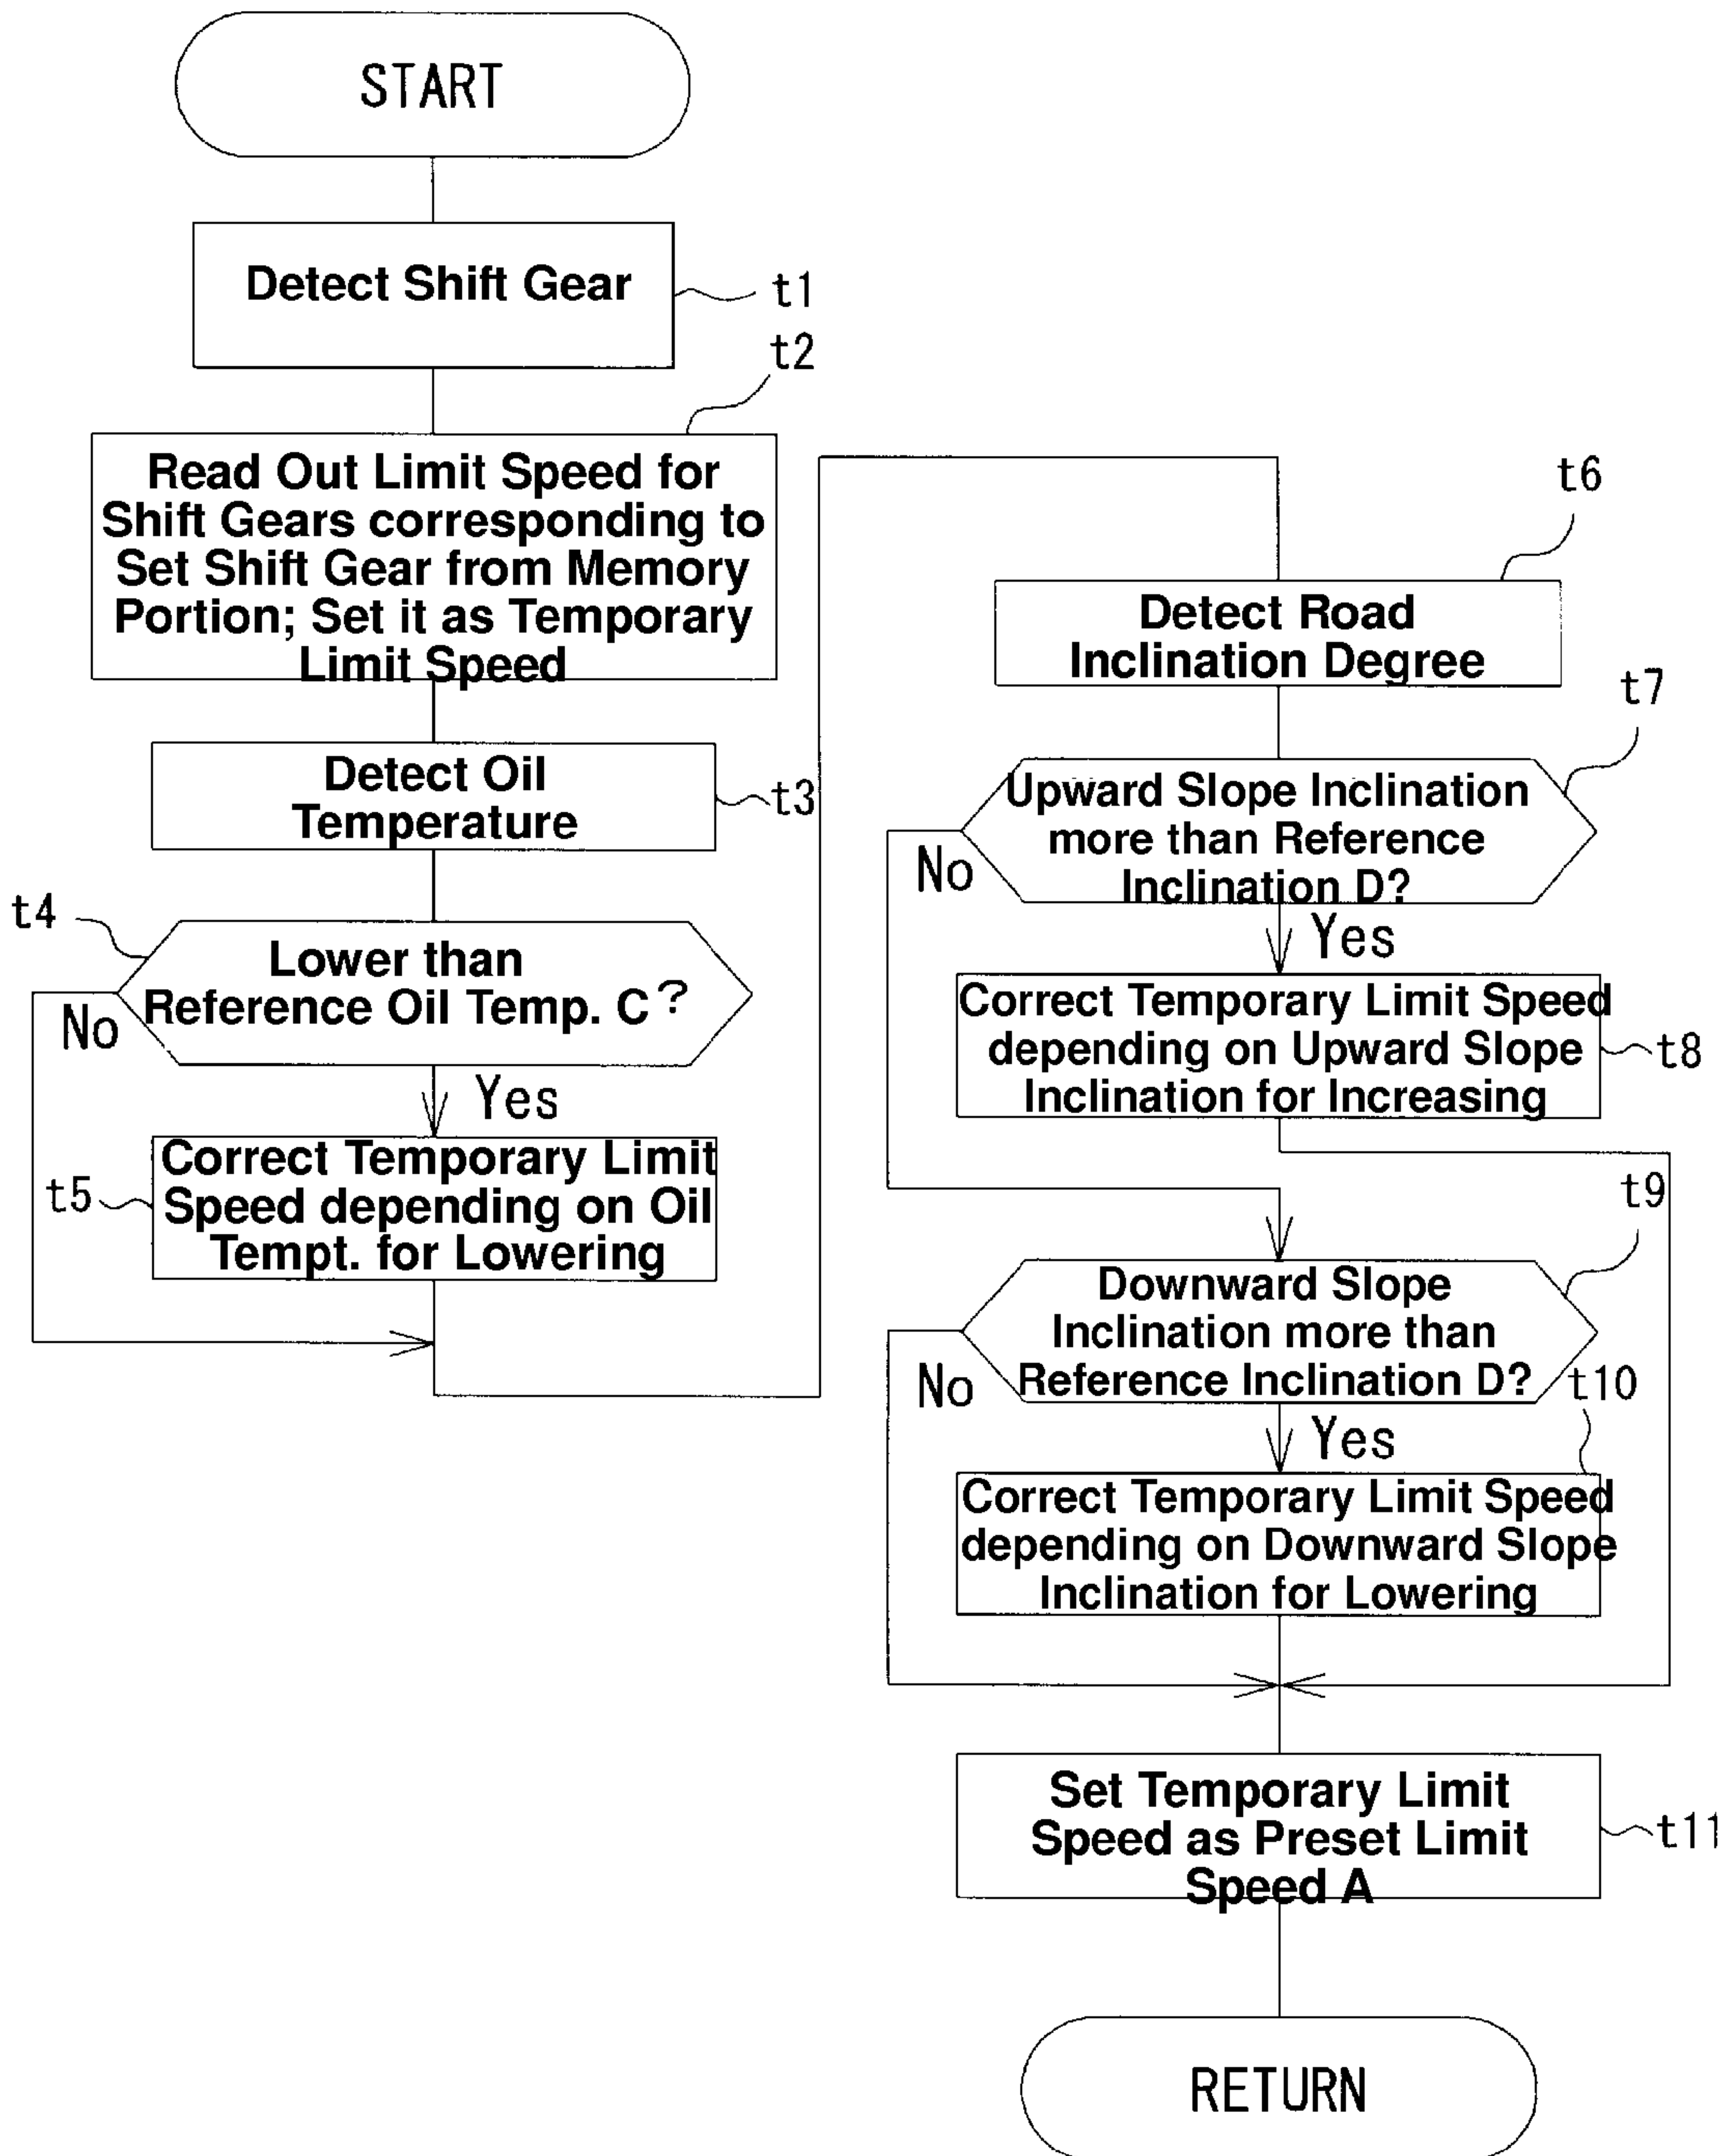 START
Detect Shift Gear
t1
t2
Read Out Limit Speed for
Shift Gears corresponding to
Set Shift Gear from Memory
Portion; Set it as Temporary
Limit Speed
Detect Oil
Temperature
t3
t4
Lower than
Reference Oil Temp. C?
No
Yes
t5
Correct Temporary Limit
Speed depending on Oil
Tempt. for Lowering
t6
Detect Road
Inclination Degree
t7
Upward Slope Inclination
more than Reference
Inclination D?
No
Yes
Correct Temporary Limit Speed
depending on Upward Slope
Inclination for Increasing
t8
t9
Downward Slope
Inclination more than
Reference Inclination D?
No
Yes
t10
Correct Temporary Limit Speed
depending on Downward Slope
Inclination for Lowering
Set Temporary Limit
Speed as Preset Limit
Speed A
t11
RETURN